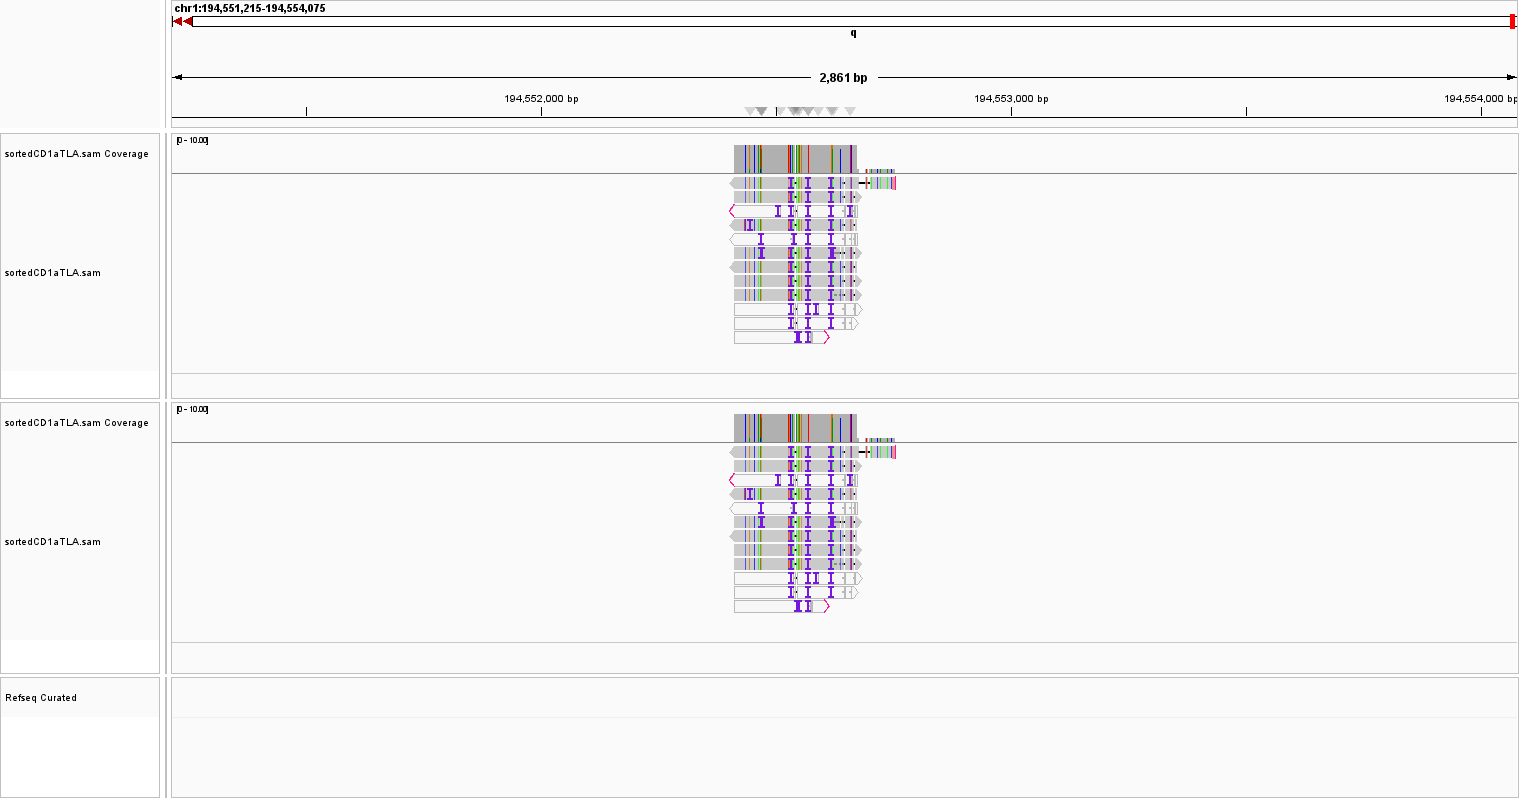 chr1:194,551,215-194,554,075
q
2,861 bp
194,552,000 bp 194,553,000 bp 194,554,000 bp
[0 - 10.00]
sortedCD1aTLA.sam Coverage
sortedCD1aTLA.sam
[0 - 10.00]
sortedCD1aTLA.sam Coverage
sortedCD1aTLA.sam
Refseq Curated